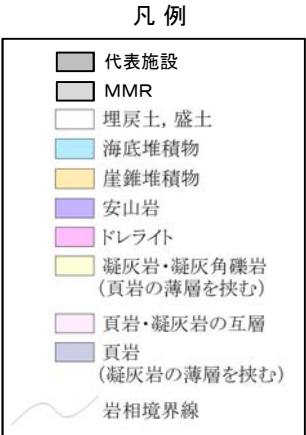 凡 例
代表施設
MMR
埋戻土, 盛土
海底堆積物
崖錐堆積物
安山岩
ドレライト
凝灰岩・凝灰角礫岩
(頁岩の薄層を挟む)
頁岩・凝灰岩の互層
頁岩
(凝灰岩の薄層を挟む)
岩相境界線